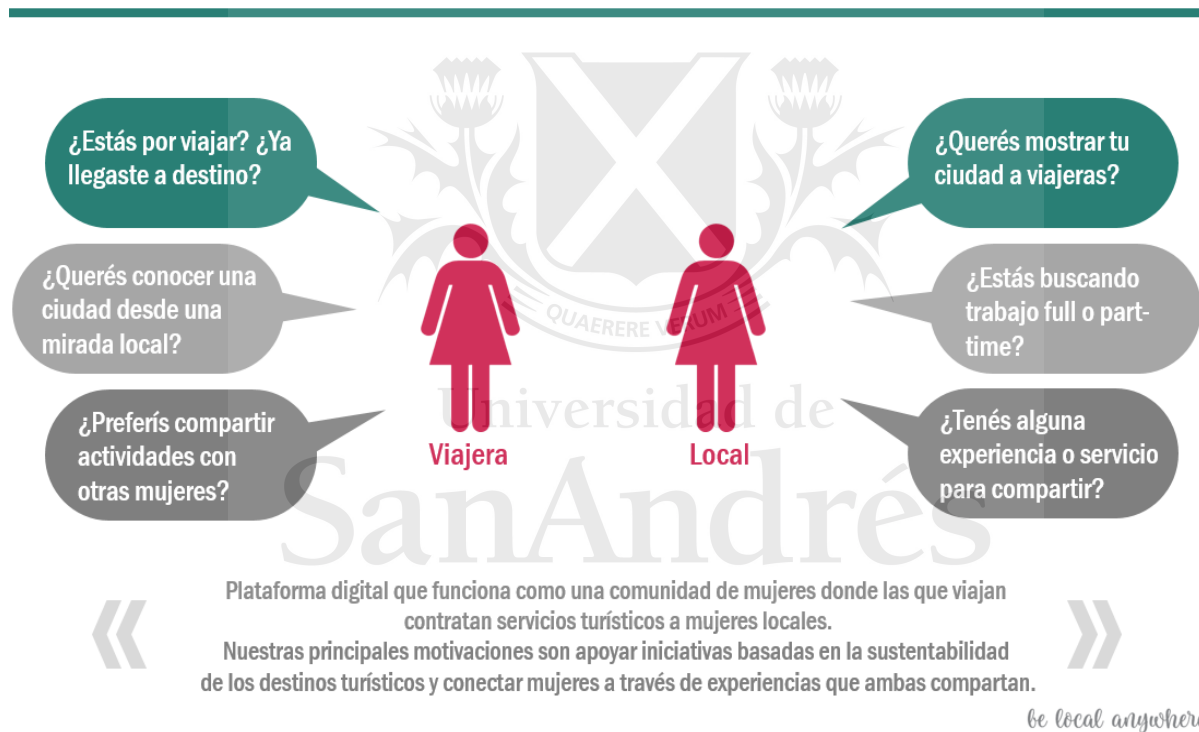 ¿Estás por viajar? ¿Ya
llegaste a destino?
¿Querés conocer una
ciudad desde una
mirada local?
¿Preferís compartir
actividades con
otras mujeres?
¿Querés mostrar tu
ciudad a viajeras?
¿Estás buscando
trabajo full o part-
time?
¿Tenés alguna
experiencia o servicio
para compartir?
QUAERERE VERUM
Viajera
Local
Universidad de
SanAndrés
Plataforma digital que funciona como una comunidad de mujeres donde las que viajan
contratan servicios turísticos a mujeres locales.
Nuestras principales motivaciones son apoyar iniciativas basadas en la sustentabilidad
de los destinos turísticos y conectar mujeres a través de experiencias que ambas compartan.
be local anywhere